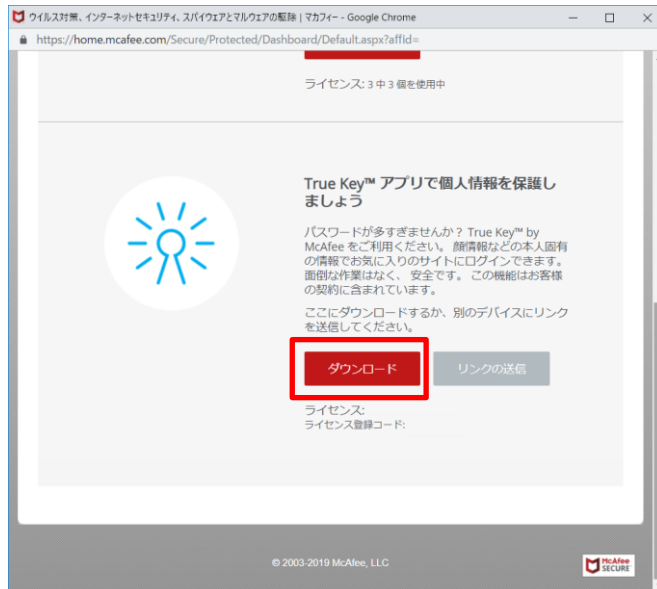 ウイルス対策、インターネットセキュリティ、スパイウェアとマルウェアの駆除 | マカフィー - Google Chrome
https://home.mcafee.com/Secure/Protected/Dashboard/Default.aspx?affid=
ライセンス: 3 中 3 個を使用中
True Key™ アプリで個人情報を保護し
ましょう
パスワードが多すぎませんか？ True Key™ by
McAfee をご利用ください。 顔情報などの本人固有
の情報でお気に入りのサイトにログインできます。
面倒な作業はなく、 安全です。 この機能はお客様
の契約に含まれています。
ここにダウンロードするか、別のデバイスにリンク
を送信してください。
ダウンロード
リンクの送信
ライセンス:
ライセンス登録コード:
© 2003-2019 McAfee, LLC
McAfee
SECURE